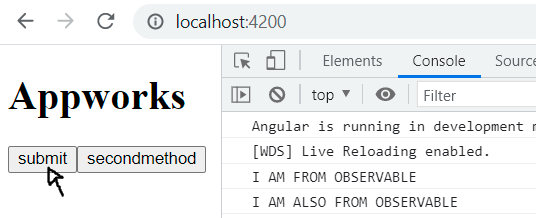 localhost:4200
Appworks
submit secondmethod
Elements Console Source
top Filter
Angular is running in development m
[WDS] Live Reloading enabled.
I AM FROM OBSERVABLE
I AM ALSO FROM OBSERVABLE